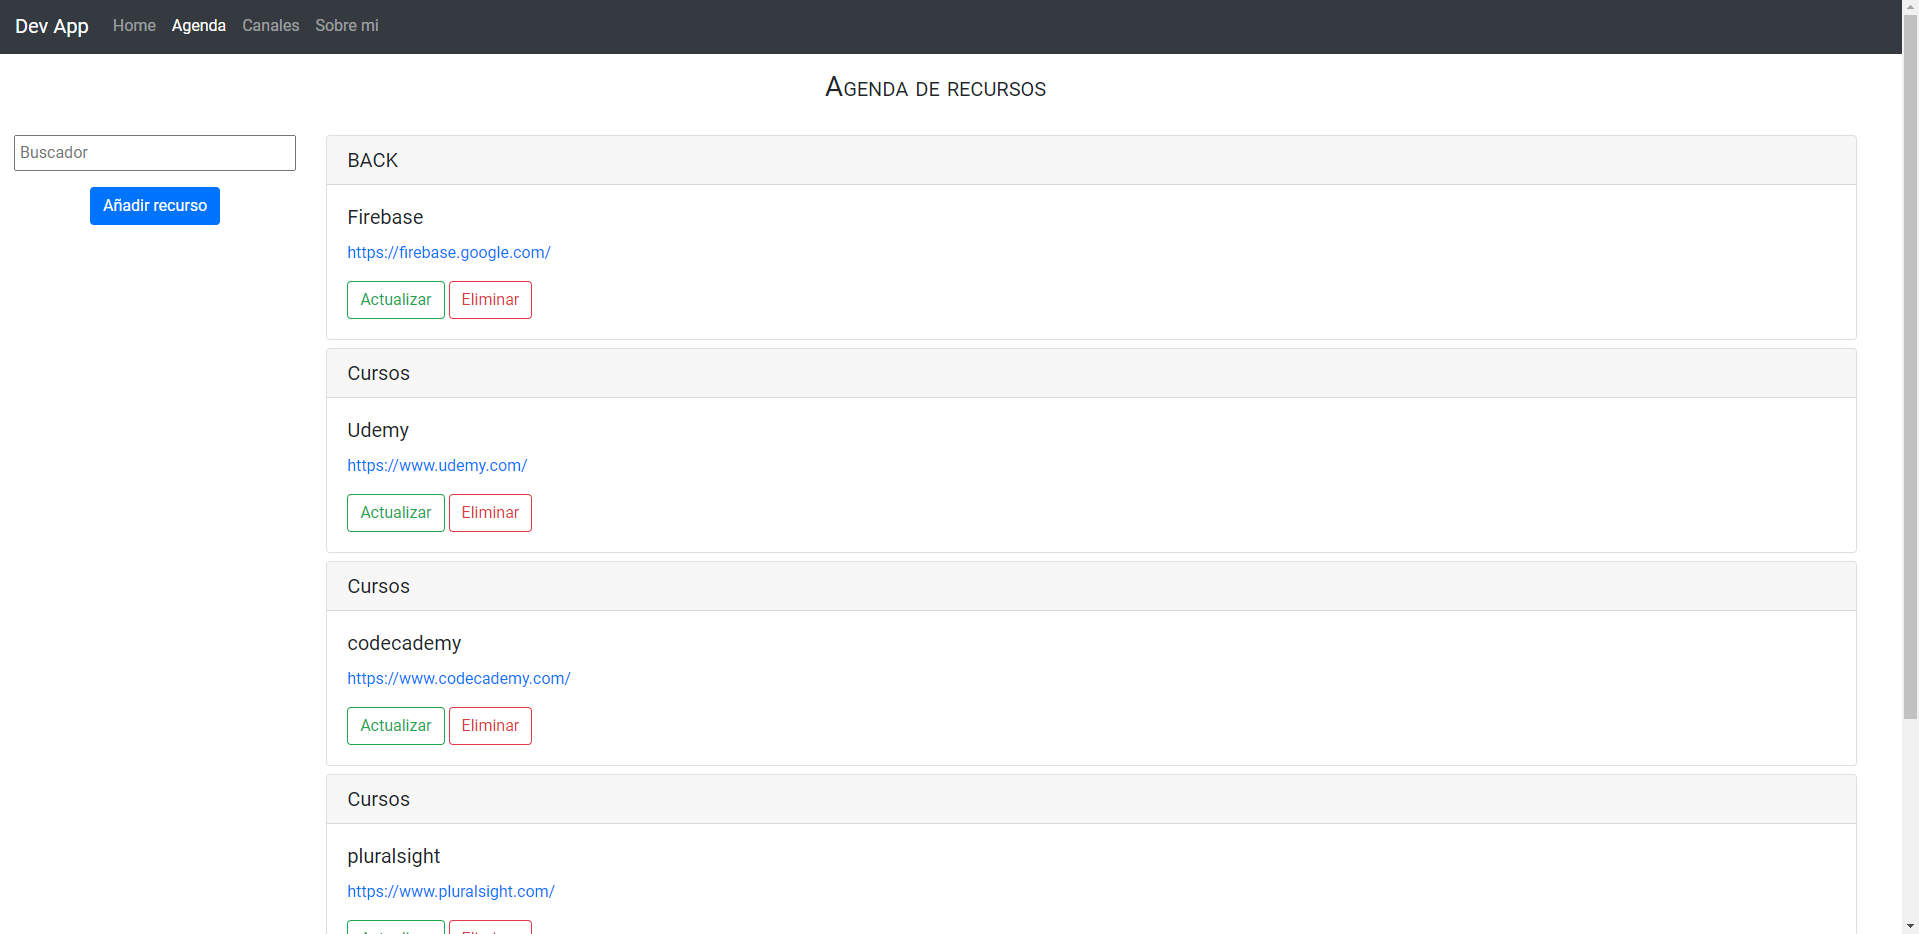 Dev App Home Agenda Canales Sobre mi
Agenda de recursos
Buscador
Añadir recurso
BACK
Firebase
https://firebase.google.com/
Actualizar Eliminar
Cursos
Udemy
https://www.udemy.com/
Actualizar Eliminar
Cursos
codecademy
https://www.codecademy.com/
Actualizar Eliminar
Cursos
pluralsight
https://www.pluralsight.com/